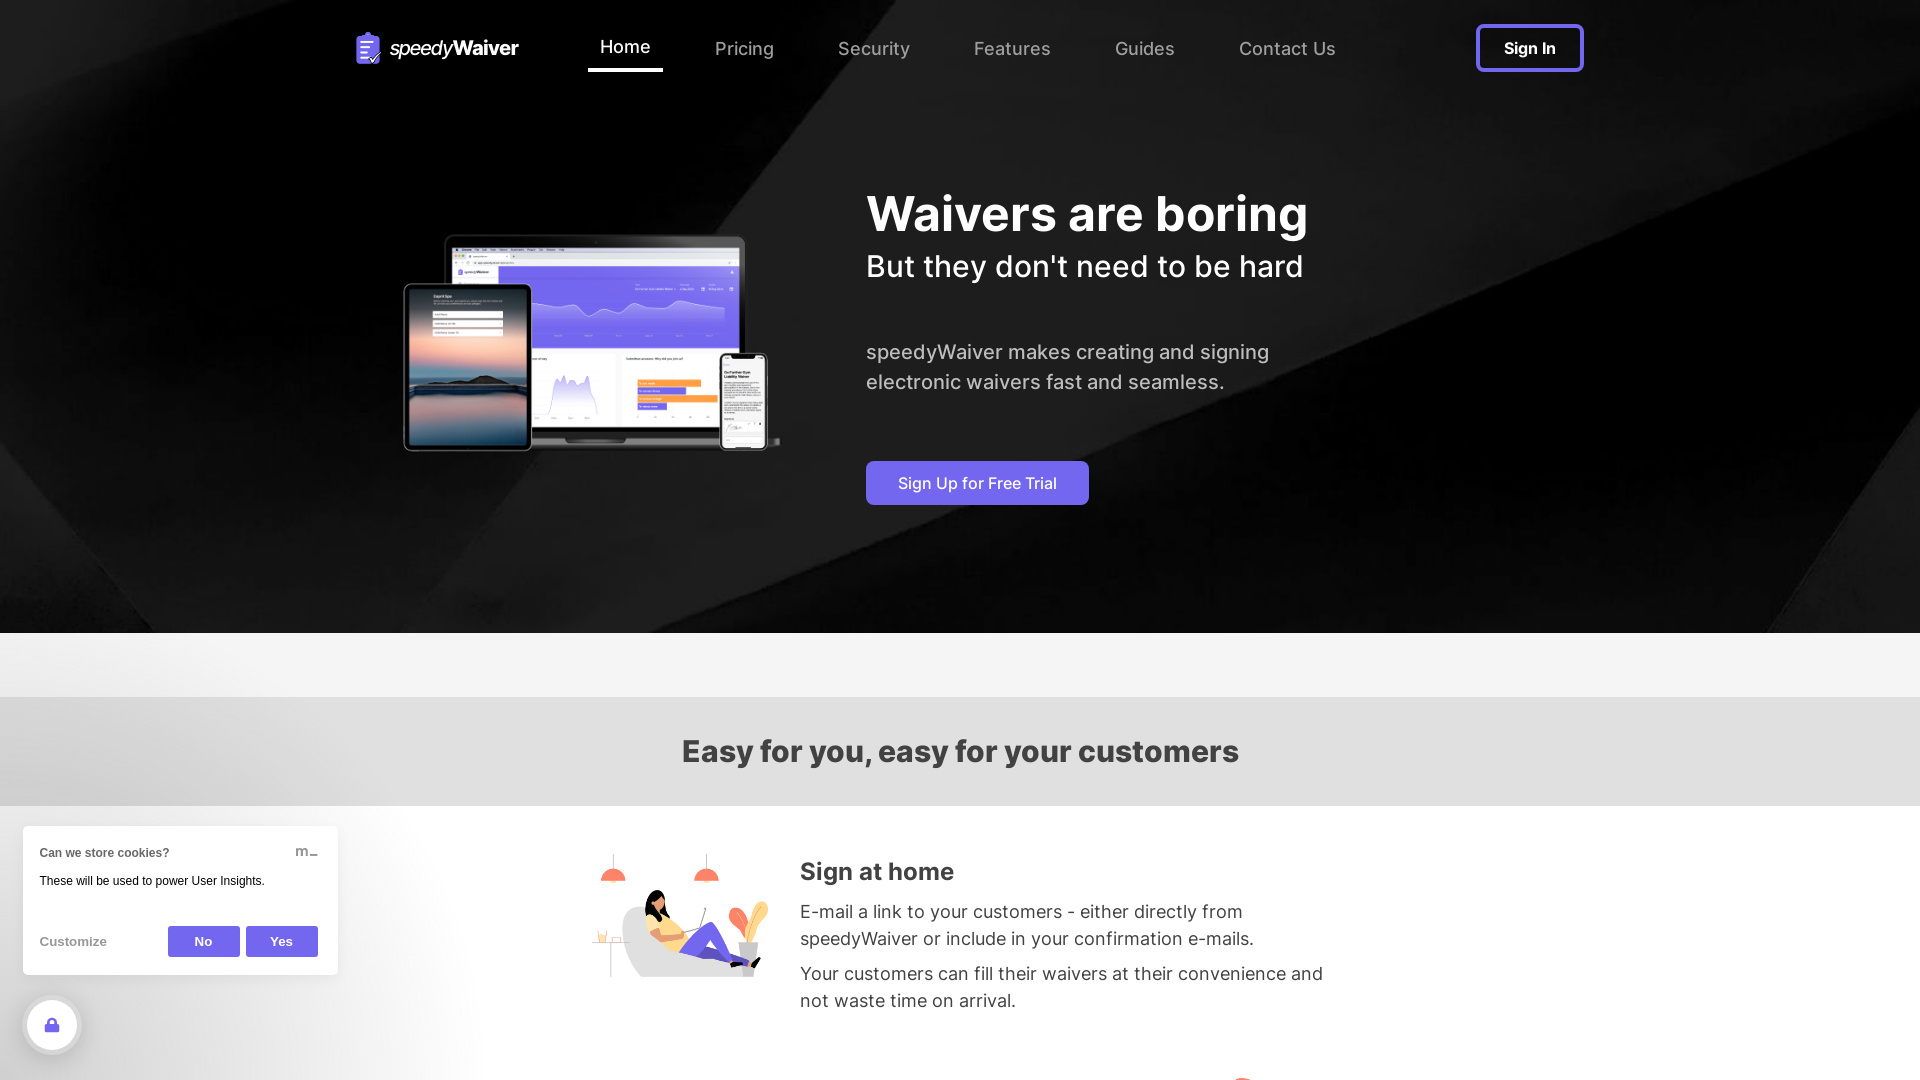 speedyWaiver
Home
Pricing
Security
Features
Guides
Contact Us
Sign In
Waivers are boring
But they don't need to be hard
speedyWaiver makes creating and signing
electronic waivers fast and seamless.
Sign Up for Free Trial
Easy for you, easy for your customers
Can we store cookies?
These will be used to power User Insights.
Customize
No
Yes
Sign at home
E-mail a link to your customers - either directly from
speedyWaiver or include in your confirmation e-mails.
Your customers can fill their waivers at their convenience and
not waste time on arrival.